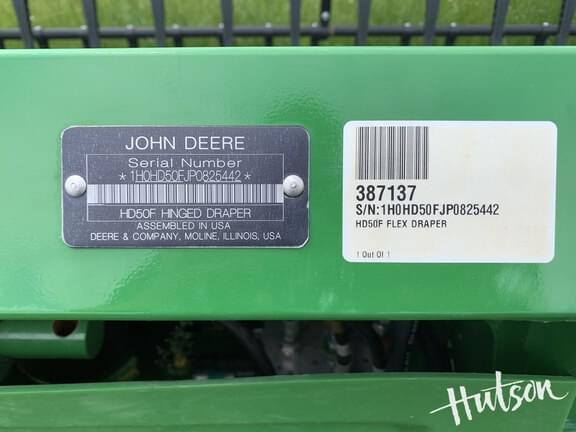 JOHN DEERE
Serial Number
*1H0HD50FJP0825442*
HD50F HINGED DRAPER
ASSEMBLED IN USA
DEERE & COMPANY, MOLINE, ILLINOIS, USA
387137
S/N:1H0HD50FJP0825442
HD50F FLEX DRAPER
1 Out Of 1
Hutson